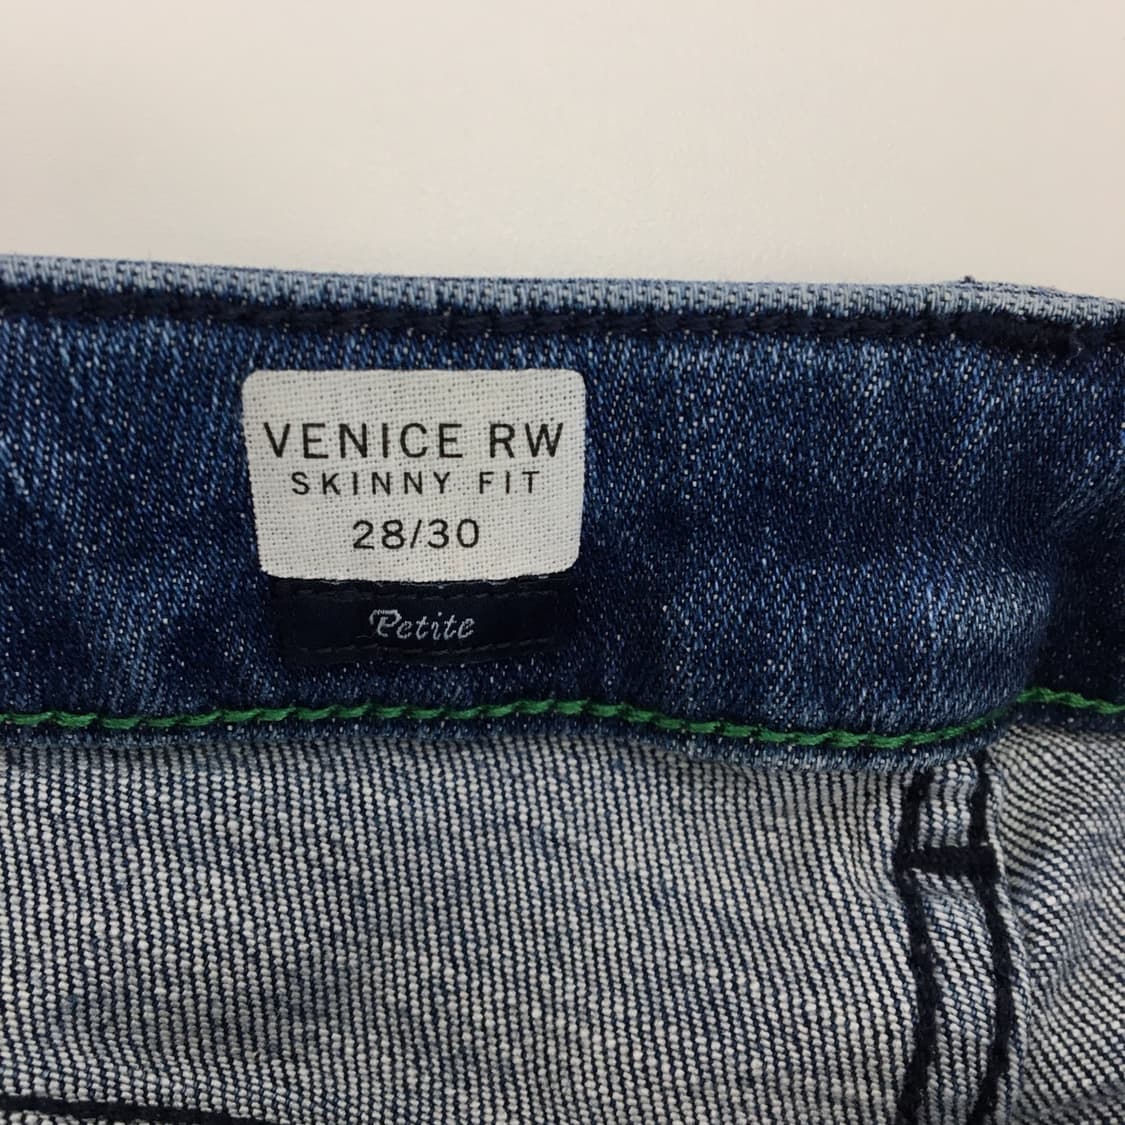 VENICE RW
SKINNY FIT
28/30
Petite